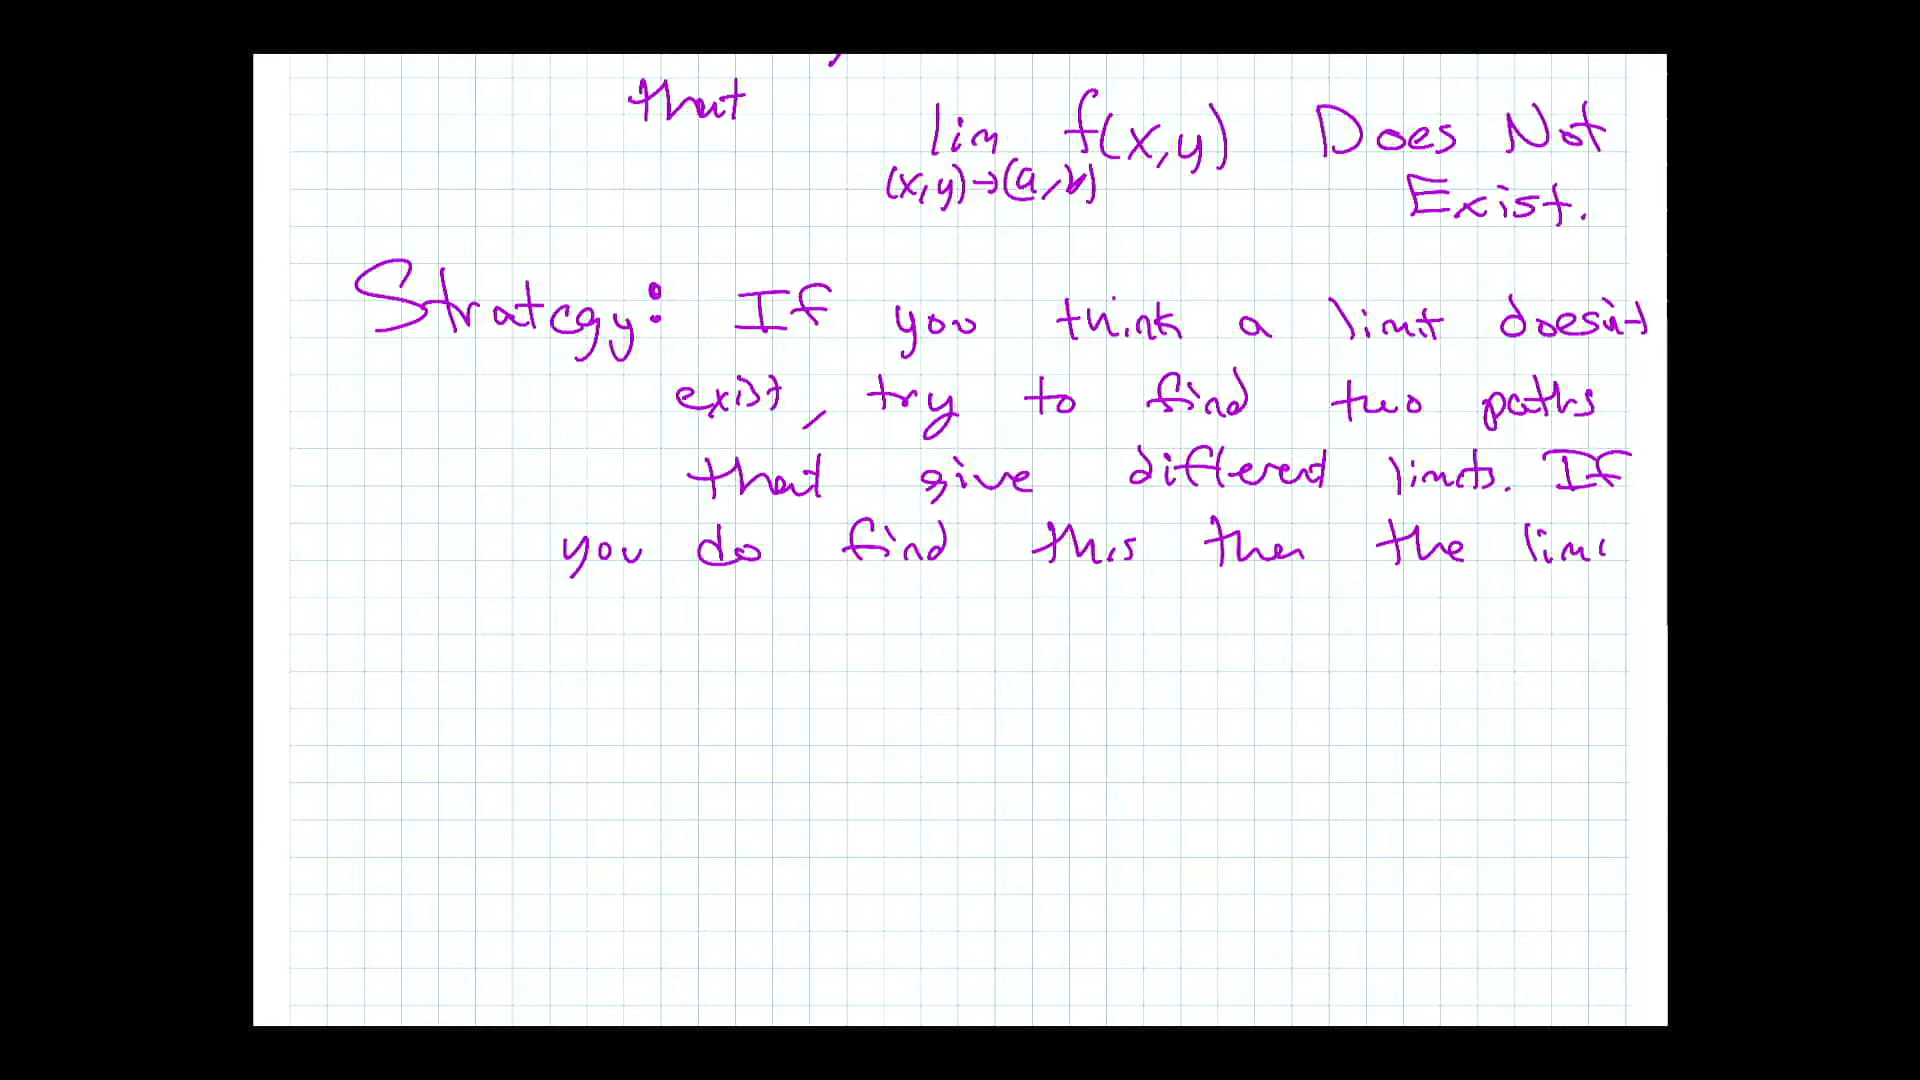 that
lim f(x,y) Does Not
(x,y)→(a,b) Exist.
Strategy: If you think a limit doesn't
exist, try to find two paths
that give different limits. If
you do find this then the limi